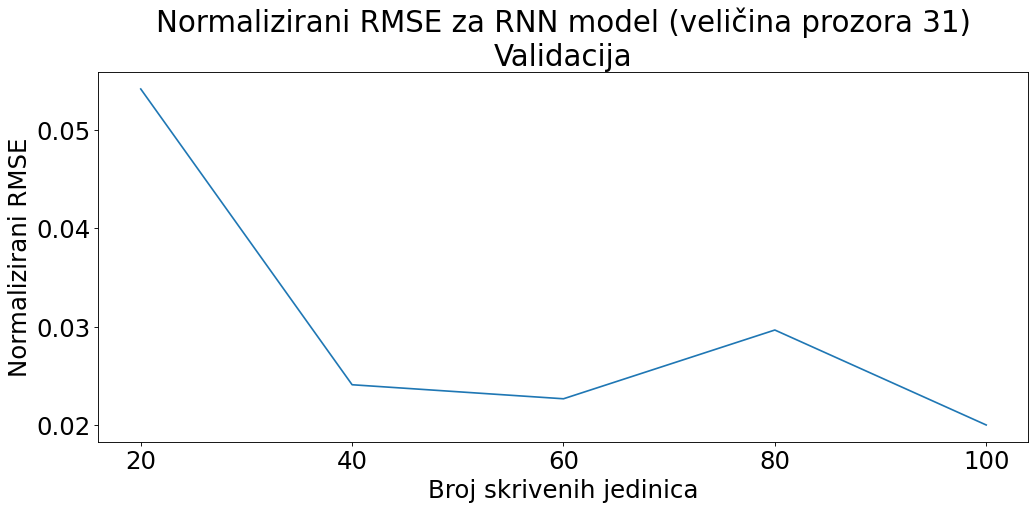 Normalizirani RMSE za RNN model (veličina prozora 31)
Validacija
Normalizirani RMSE
0.05
0.04
0.03
0.02
20 40 60 80 100
Broj skrivenih jedinica